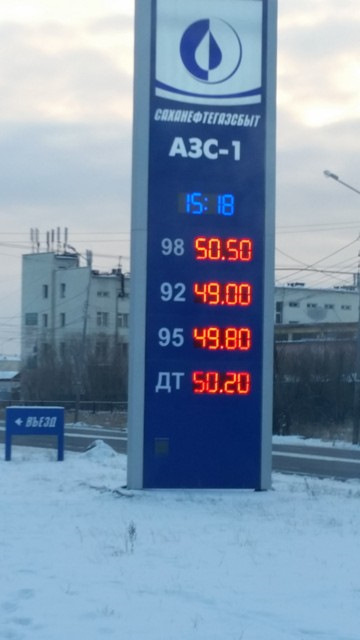 САХАНЕФТЕГАЗСБЫТ
АЗС-1
15:18
98 50.50
92 49.00
95 49.80
ДТ 50.20
ВЪЕЗД